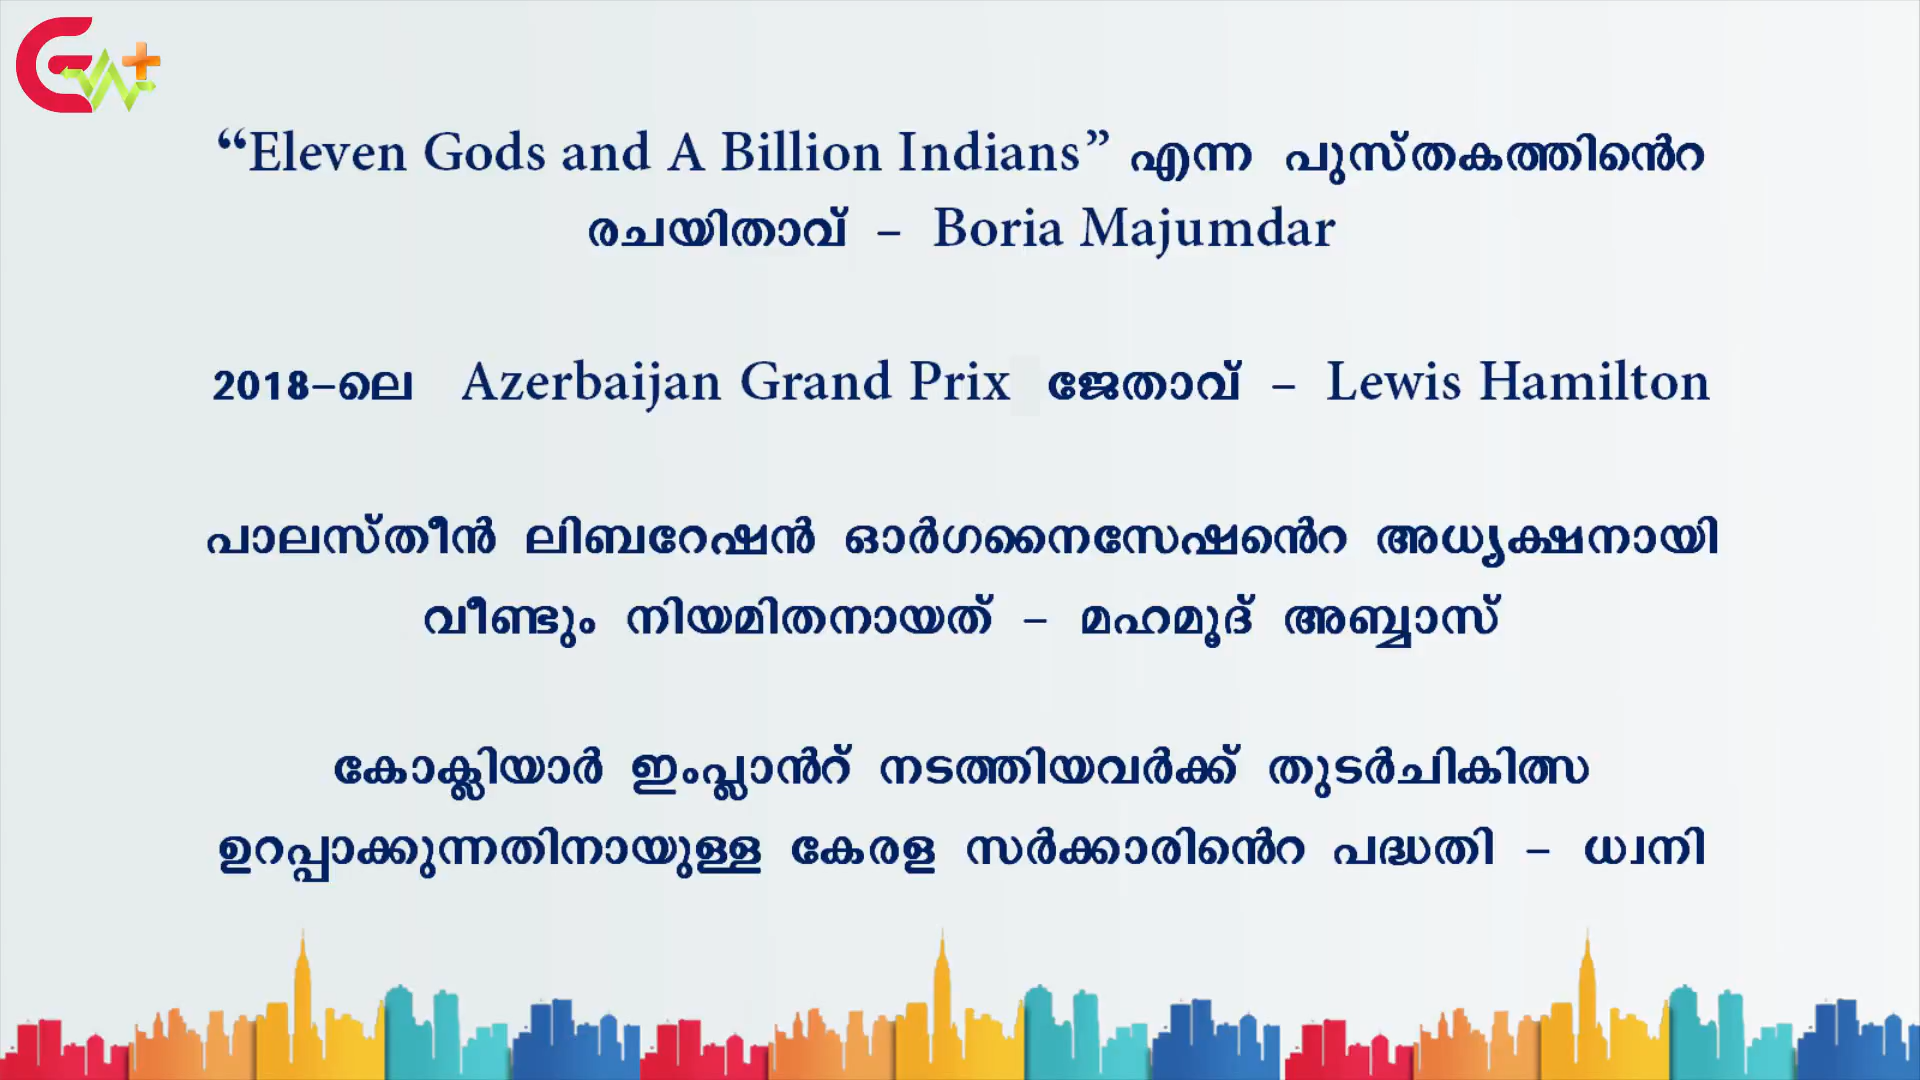 “Eleven Gods and A Billion Indians” എന്ന പുസ്തകത്തിന്റെ
രചയിതാവ് – Boria Majumdar
2018-ലെ Azerbaijan Grand Prix ജേതാവ് – Lewis Hamilton
പാലസ്തീൻ ലിബറേഷൻ ഓർഗനൈസേഷന്റെ അധ്യക്ഷനായി
വീണ്ടും നിയമിതനായത് – മഹമൂദ് അബ്ബാസ്
കോക്ലിയാർ ഇംപ്ലാന്റ് നടത്തിയവർക്ക് തുടർചികിത്സ
ഉറപ്പാക്കുന്നതിനായുള്ള കേരള സർക്കാരിന്റെ പദ്ധതി – ധ്വനി